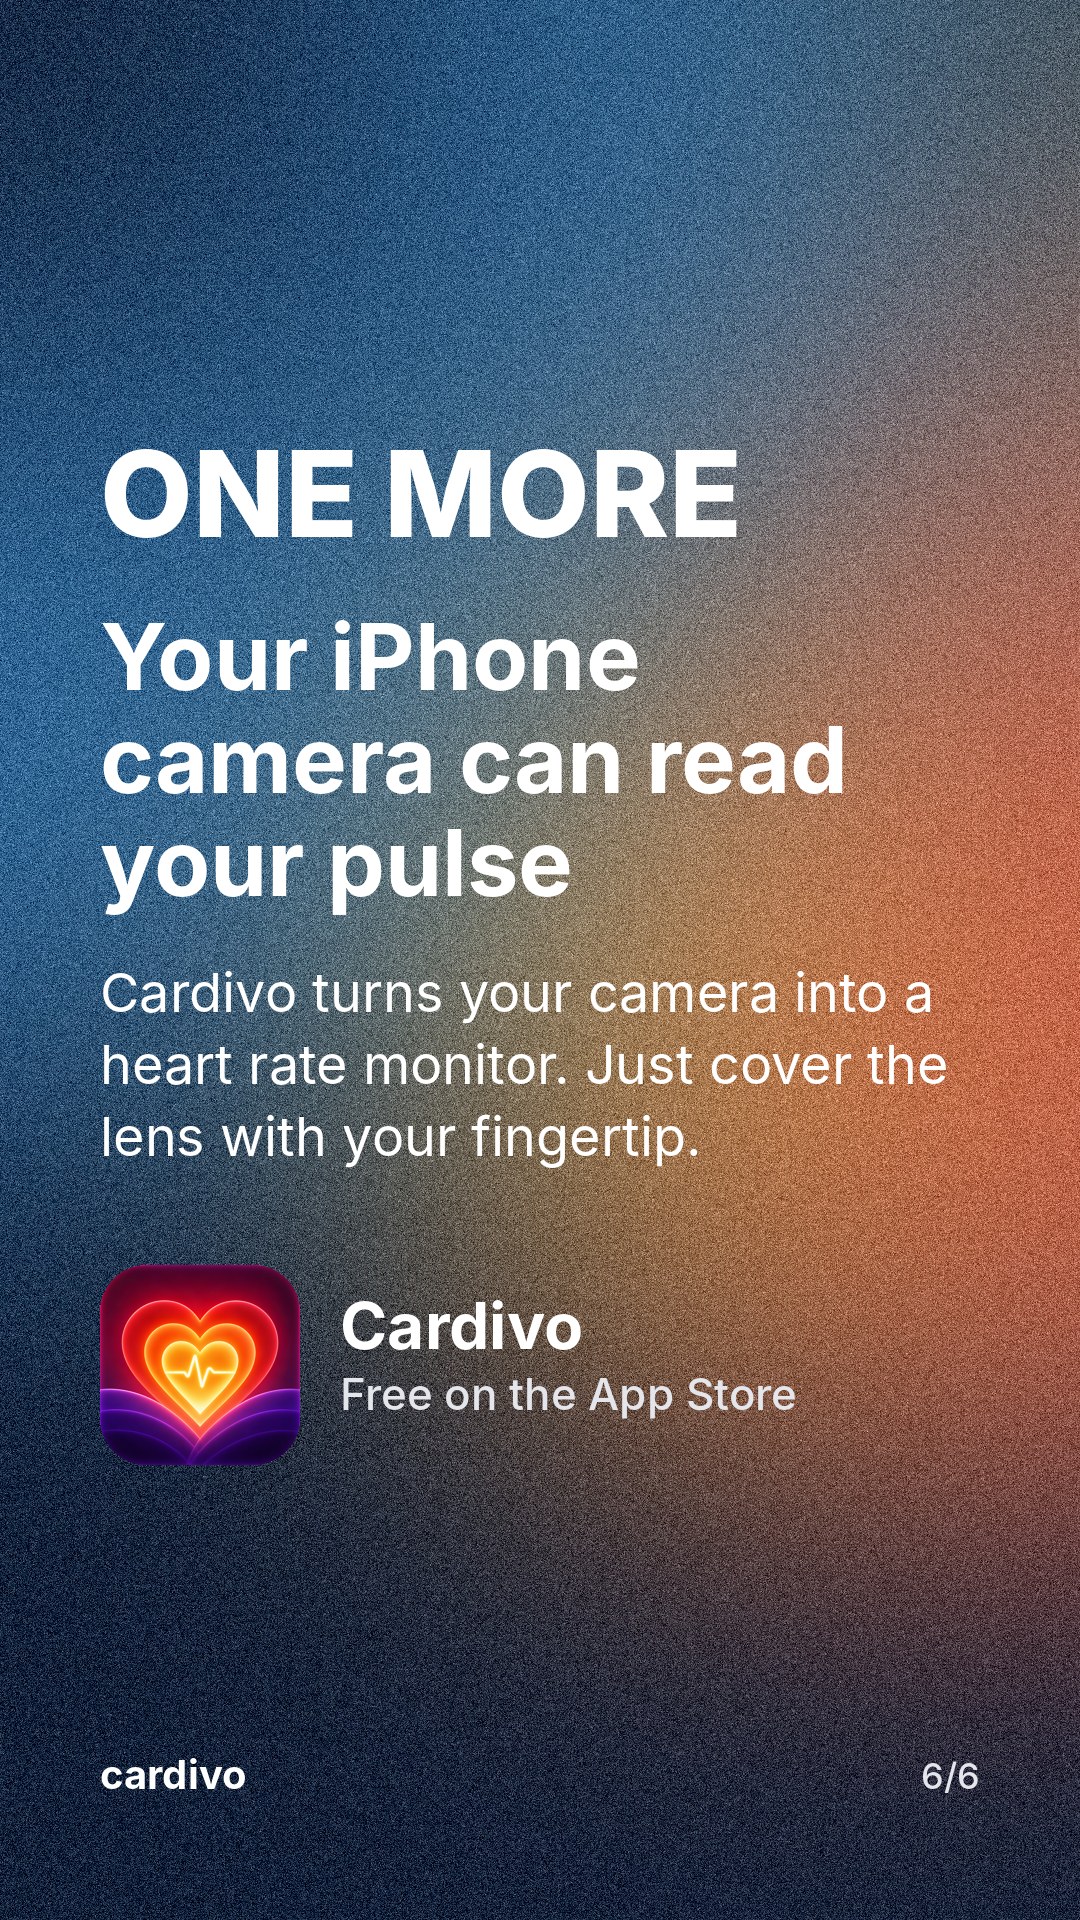 ONE MORE
Your iPhone
camera can read
your pulse
Cardivo turns your camera into a
heart rate monitor. Just cover the
lens with your fingertip.
Cardivo
Free on the App Store
cardivo
6/6